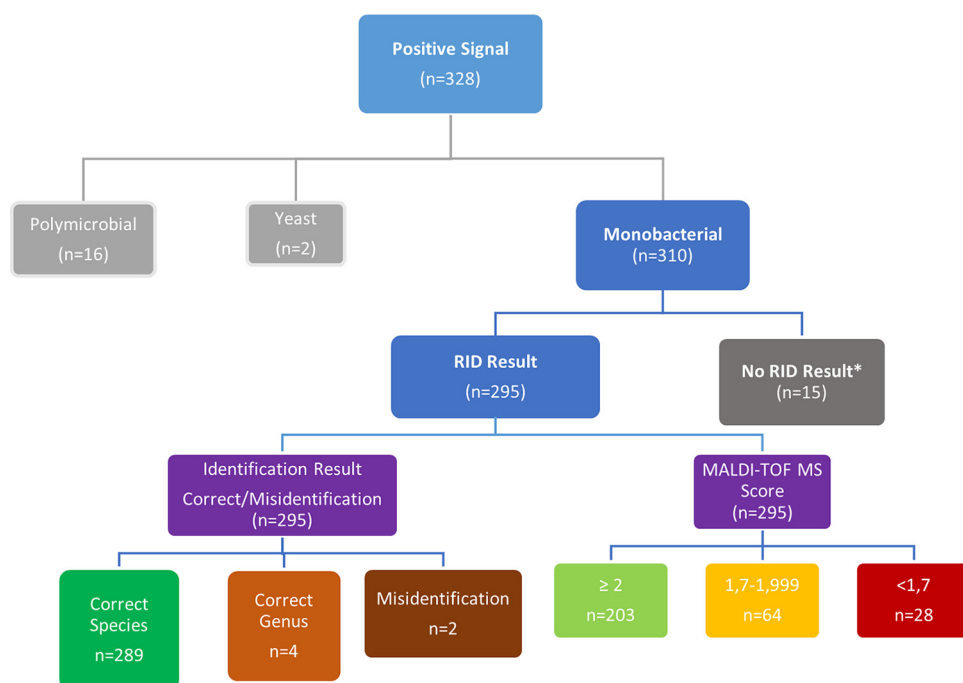 Positive Signal
(n=328)
Polymicrobial
(n=16)
Yeast
(n=2)
Monobacterial
(n=310)
RID Result
(n=295)
No RID Result*
(n=15)
Identification Result
Correct/Misidentification
(n=295)
MALDI-TOF MS
Score
(n=295)
Correct
Species
n=289
Correct
Genus
n=4
Misidentification
n=2
≥ 2
n=203
1,7-1,999
n=64
<1,7
n=28